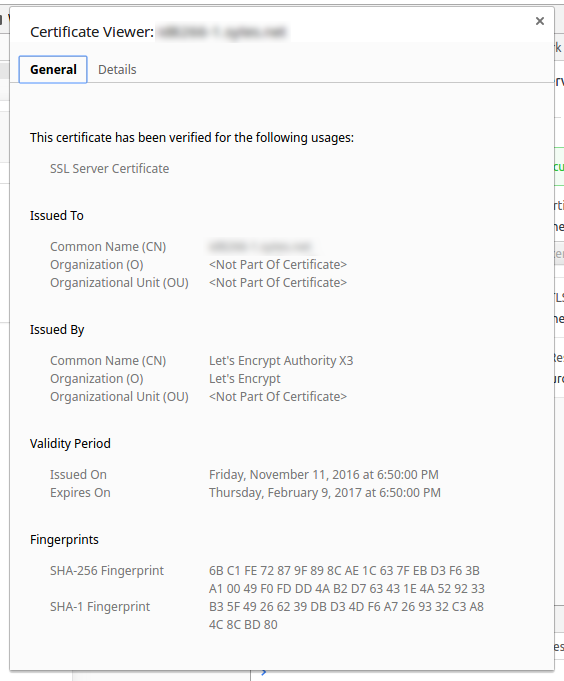 Certificate Viewer:
×
General Details
This certificate has been verified for the following usages:
SSL Server Certificate
Issued To
Common Name (CN)
Organization (O) <Not Part Of Certificate>
Organizational Unit (OU) <Not Part Of Certificate>
Issued By
Common Name (CN) Let's Encrypt Authority X3
Organization (O) Let's Encrypt
Organizational Unit (OU) <Not Part Of Certificate>
Validity Period
Issued On Friday, November 11, 2016 at 6:50:00 PM
Expires On Thursday, February 9, 2017 at 6:50:00 PM
Fingerprints
SHA-256 Fingerprint 6B C1 FE 72 87 9F 89 8C AE 1C 63 7F EB D3 F6 3B
A1 00 49 F0 FD DD 4A B2 D7 63 43 1E 4A 52 92 33
SHA-1 Fingerprint B3 5F 49 26 62 39 DB D3 4D F6 A7 26 93 32 C3 A8
4C 8C BD 80